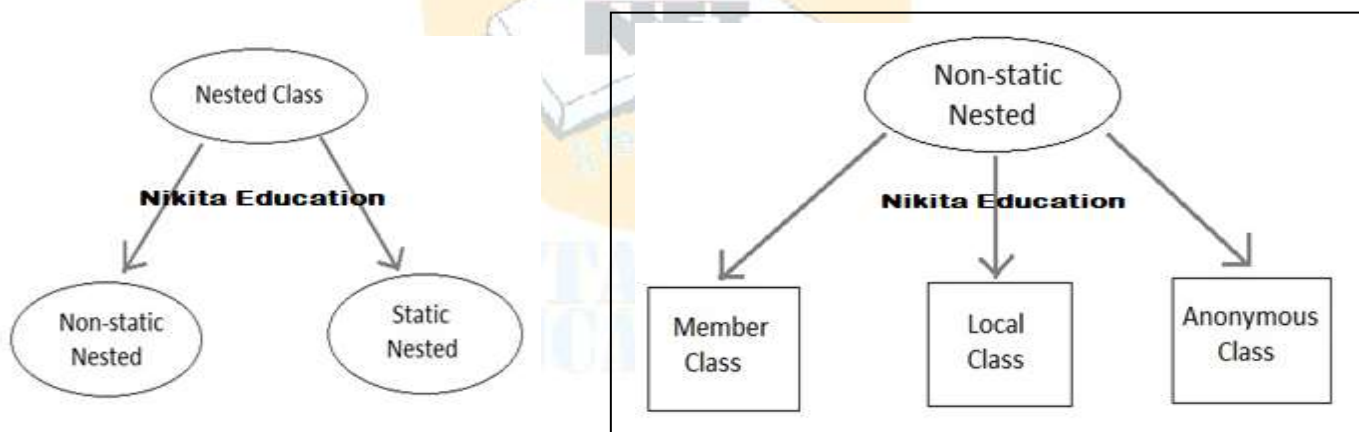 Nested Class
Nikita Education
Non-static
Nested
Static
Nested
Non-static
Nested
Nikita Education
Member
Class
Local
Class
Anonymous
Class